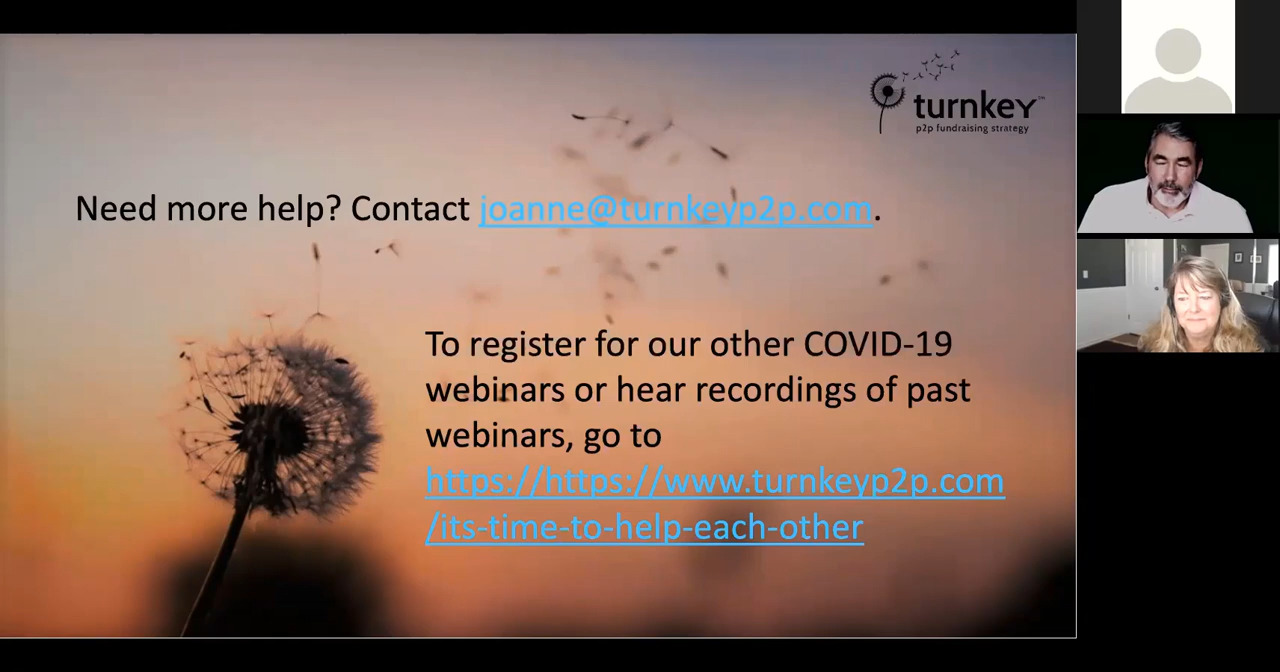 turnkey™
p2p fundraising strategy
Need more help? Contact joanne@turnkeyp2p.com.
To register for our other COVID-19
webinars or hear recordings of past
webinars, go to
https://https://www.turnkeyp2p.com
/its-time-to-help-each-other